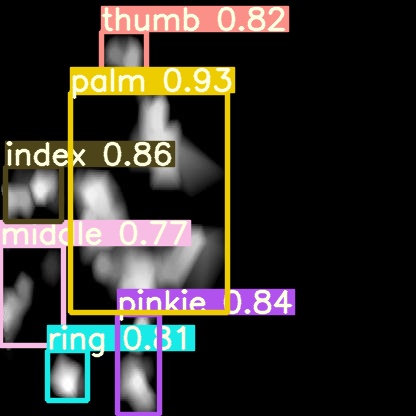 thumb 0.82
palm 0.93
index 0.86
middle 0.77
pinkie 0.84
ring 0.81